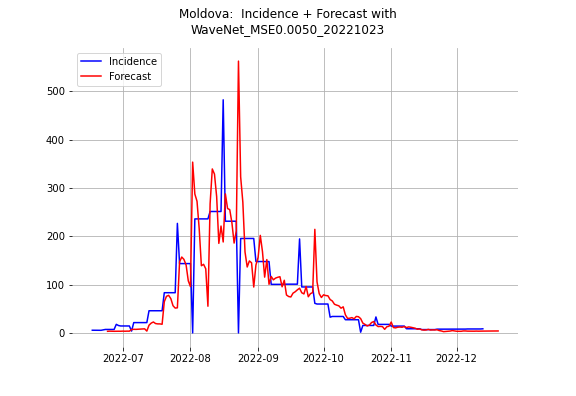 Moldova:  Incidence + Forecast with
WaveNet_MSE0.0050_20221023
Incidence
Forecast
500
400
300
200
100
0
2022-07 2022-08 2022-09 2022-10 2022-11 2022-12